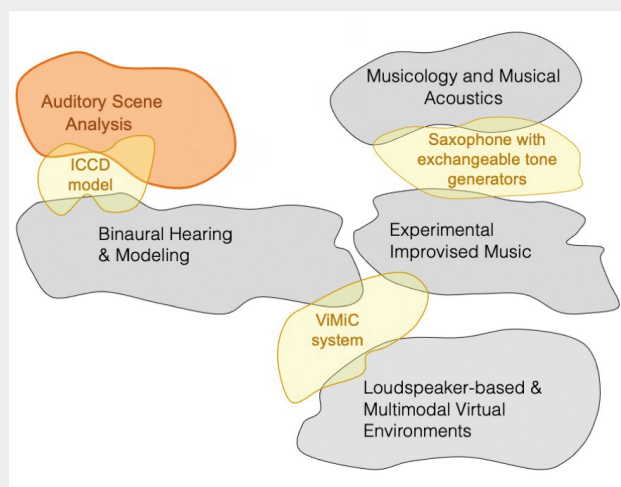 Auditory Scene
Analysis
ICCD
model
Binaural Hearing
& Modeling
Musicology and Musical
Acoustics
Saxophone with
exchangeable tone
generators
Experimental
Improvised Music
ViMiC
system
Loudspeaker-based &
Multimodal Virtual
Environments